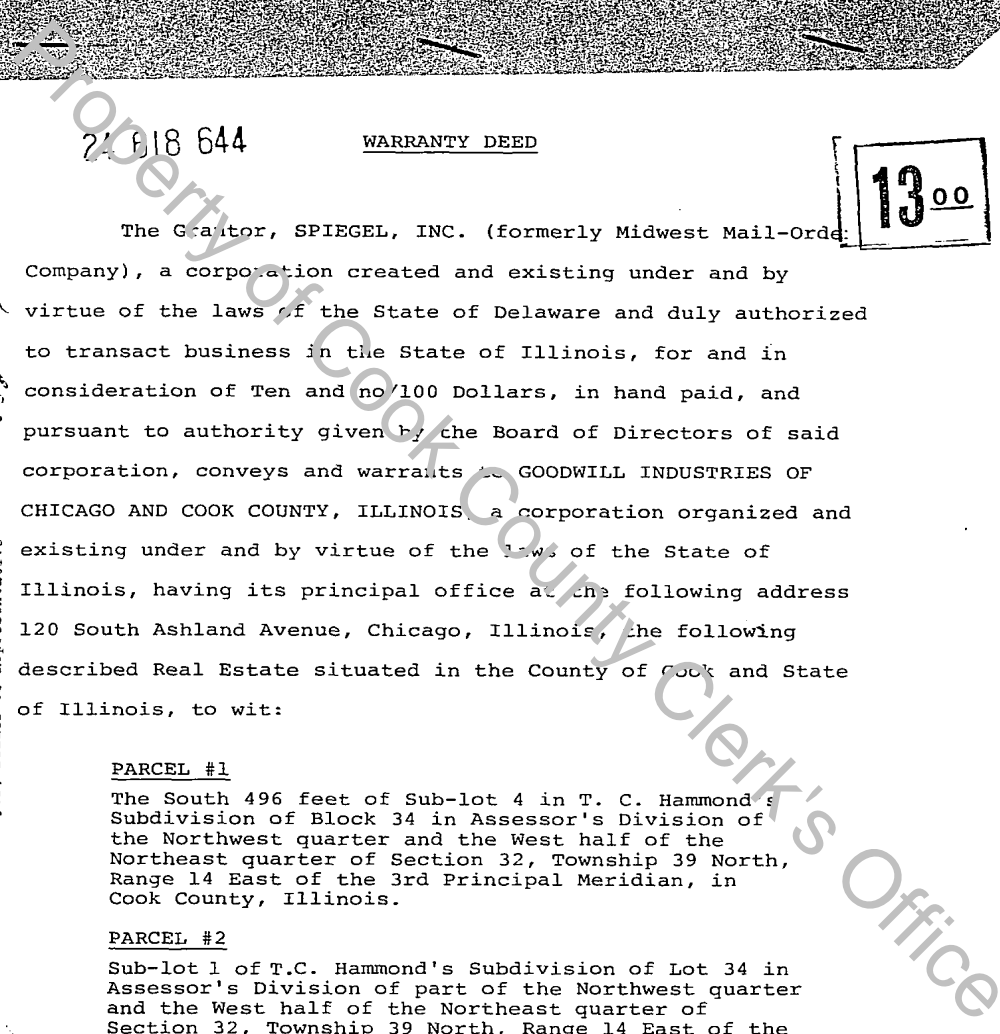 24 618 644
WARRANTY DEED
13 00
The Grantor, SPIEGEL, INC. (formerly Midwest Mail-Order
Company), a corporation created and existing under and by
virtue of the laws of the State of Delaware and duly authorized
to transact business in the State of Illinois, for and in
consideration of Ten and no/100 Dollars, in hand paid, and
pursuant to authority given by the Board of Directors of said
corporation, conveys and warrants to GOODWILL INDUSTRIES OF
CHICAGO AND COOK COUNTY, ILLINOIS, a corporation organized and
existing under and by virtue of the laws of the State of
Illinois, having its principal office at the following address
120 South Ashland Avenue, Chicago, Illinois, the following
described Real Estate situated in the County of Cook and State
of Illinois, to wit:
PARCEL #1
The South 496 feet of Sub-lot 4 in T. C. Hammond's
Subdivision of Block 34 in Assessor's Division of
the Northwest quarter and the West half of the
Northeast quarter of Section 32, Township 39 North,
Range 14 East of the 3rd Principal Meridian, in
Cook County, Illinois.
PARCEL #2
Sub-lot 1 of T.C. Hammond's Subdivision of Lot 34 in
Assessor's Division of part of the Northwest quarter
and the West half of the Northeast quarter of
Section 32, Township 39 North, Range 14 East of the
Property of Cook County Clerk's Office